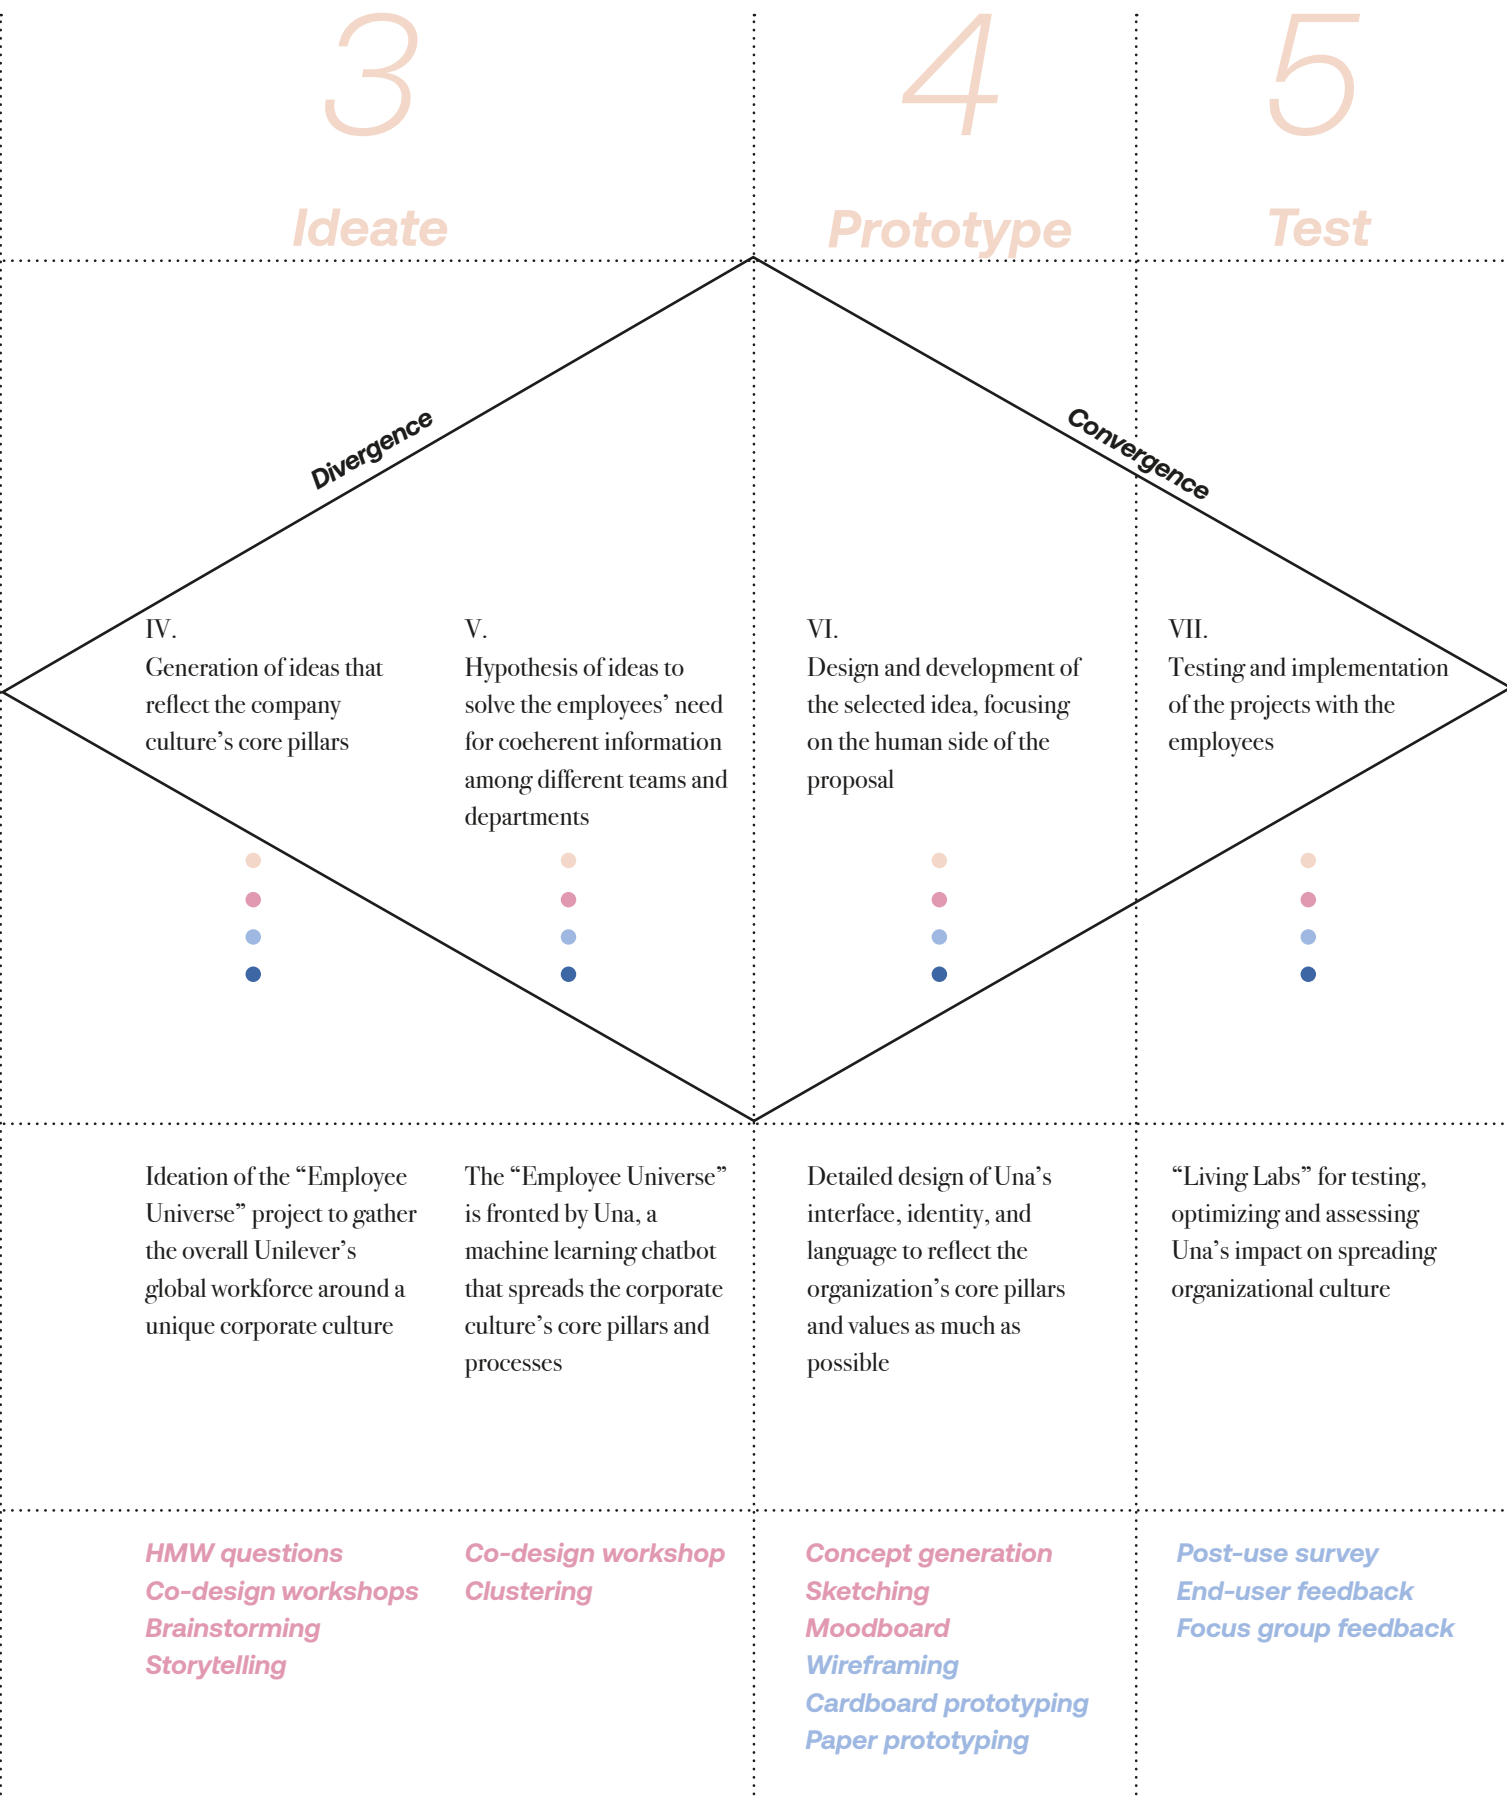 3
4
5
Ideate
Prototype
Test
Divergence
Convergence
IV.
Generation of ideas that
reflect the company
culture’s core pillars
V.
Hypothesis of ideas to
solve the employees’ need
for coeherent information
among different teams and
departments
VI.
Design and development of
the selected idea, focusing
on the human side of the
proposal
VII.
Testing and implementation
of the projects with the
employees
Ideation of the “Employee
Universe” project to gather
the overall Unilever’s
global workforce around a
unique corporate culture
The “Employee Universe”
is fronted by Una, a
machine learning chatbot
that spreads the corporate
culture’s core pillars and
processes
Detailed design of Una’s
interface, identity, and
language to reflect the
organization’s core pillars
and values as much as
possible
“Living Labs” for testing,
optimizing and assessing
Una’s impact on spreading
organizational culture
HMW questions
Co-design workshops
Brainstorming
Storytelling
Co-design workshop
Clustering
Concept generation
Sketching
Moodboard
Wireframing
Cardboard prototyping
Paper prototyping
Post-use survey
End-user feedback
Focus group feedback